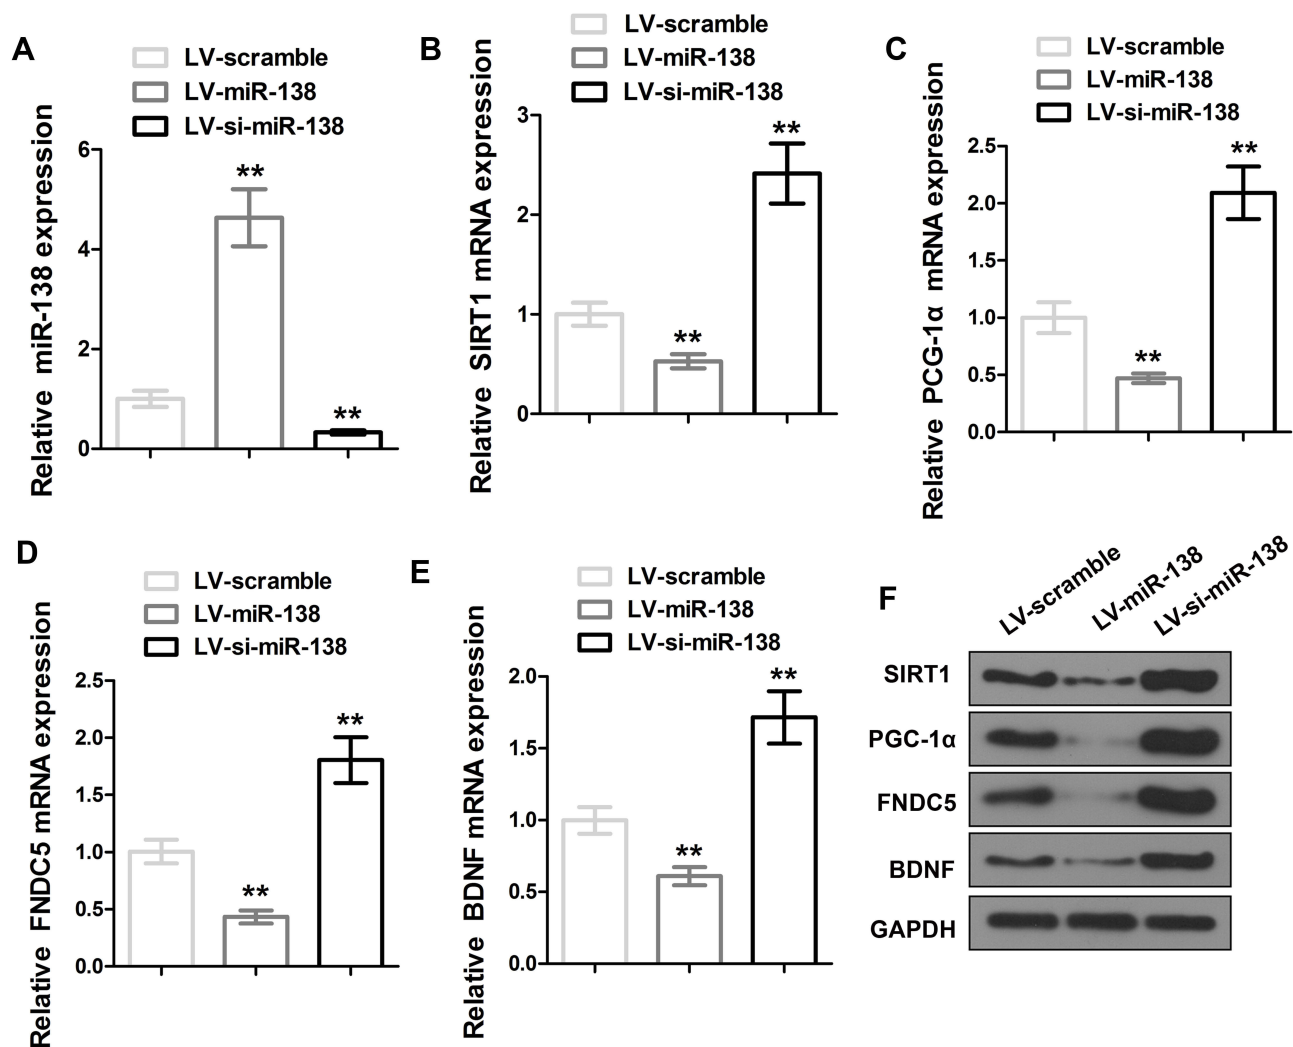 A
LV-scramble
LV-miR-138
LV-si-miR-138
Relative miR-138 expression
6
4
2
0
**
**
B
LV-scramble
LV-miR-138
LV-si-miR-138
Relative SIRT1 mRNA expression
3
2
1
0
**
**
C
LV-scramble
LV-miR-138
LV-si-miR-138
Relative PCG-1α mRNA expression
2.5
2.0
1.5
1.0
0.5
0.0
**
**
D
LV-scramble
LV-miR-138
LV-si-miR-138
Relative FNDC5 mRNA expression
2.5
2.0
1.5
1.0
0.5
0.0
**
**
E
LV-scramble
LV-miR-138
LV-si-miR-138
Relative BDNF mRNA expression
2.0
1.5
1.0
0.5
0.0
**
**
F
LV-scramble
LV-miR-138
LV-si-miR-138
SIRT1
PGC-1α
FNDC5
BDNF
GAPDH